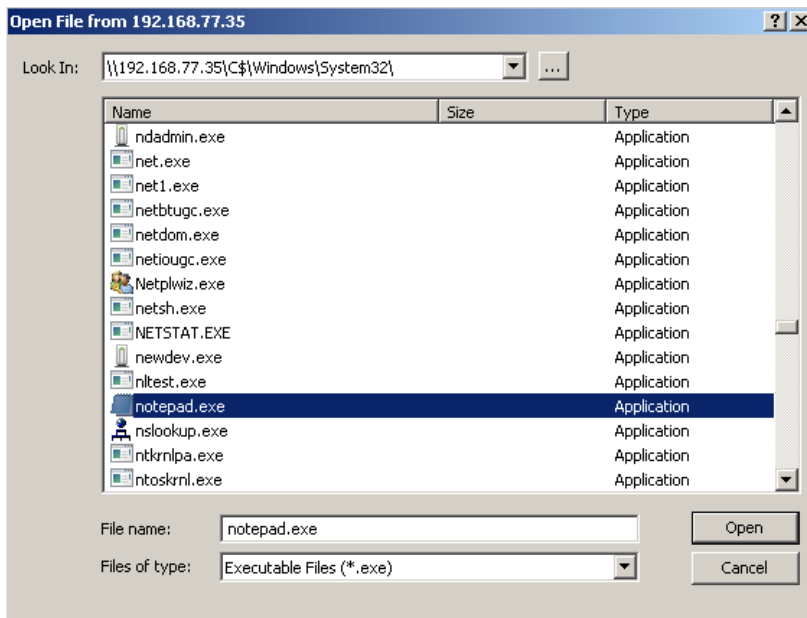 Open File from 192.168.77.35
Look In: \\192.168.77.35\C$\Windows\System32\ ...
Name Size Type
ndadmin.exe Application
net.exe Application
net1.exe Application
netbtugc.exe Application
netdom.exe Application
netiougc.exe Application
Netplwiz.exe Application
netsh.exe Application
NETSTAT.EXE Application
newdev.exe Application
nltest.exe Application
notepad.exe Application
nslookup.exe Application
ntkrnlpa.exe Application
ntoskrnl.exe Application
File name: notepad.exe Open
Files of type: Executable Files (*.exe) Cancel